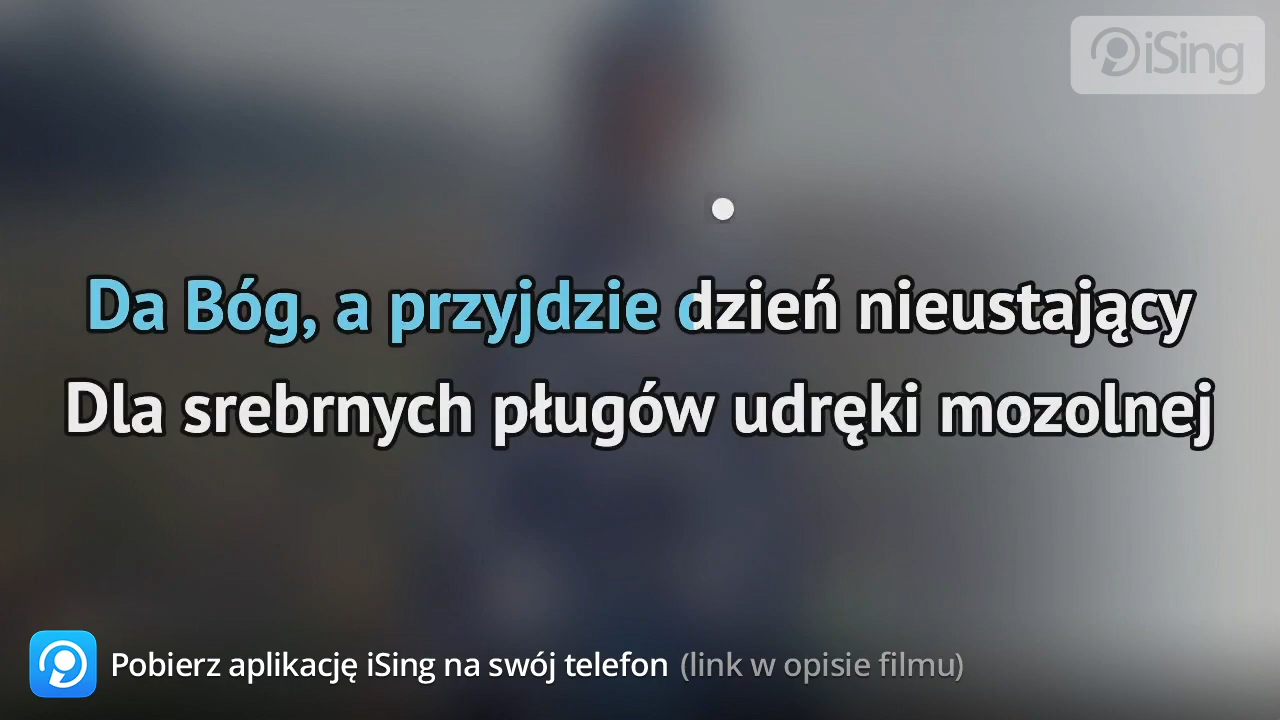 iSing
Da Bóg, a przyjdzie dzień nieustający
Dla srebrnych pługów udręki mozolnej
Pobierz aplikację iSing na swój telefon (link w opisie filmu)